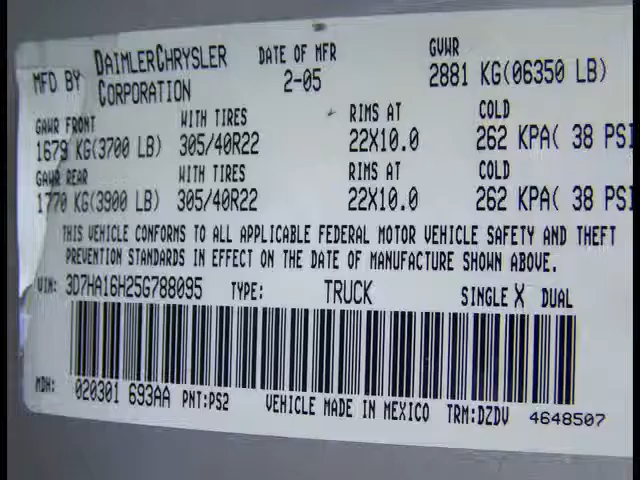 MFD BY DAIMLERCHRYSLER CORPORATION DATE OF MFR 2-05 GVWR 2881 KG(06350 LB)
GAWR FRONT WITH TIRES RIMS AT COLD
1679 KG(3700 LB) 305/40R22 22X10.0 262 KPA( 38 PSI
GAWR REAR WITH TIRES RIMS AT COLD
1770 KG(3900 LB) 305/40R22 22X10.0 262 KPA( 38 PSI
THIS VEHICLE CONFORMS TO ALL APPLICABLE FEDERAL MOTOR VEHICLE SAFETY AND THEFT
PREVENTION STANDARDS IN EFFECT ON THE DATE OF MANUFACTURE SHOWN ABOVE.
VIN: 3D7HA16H25G788095 TYPE: TRUCK SINGLE X DUAL
MDH: 020301 693AA PNT:PS2 VEHICLE MADE IN MEXICO TRM:DZDV 4648507